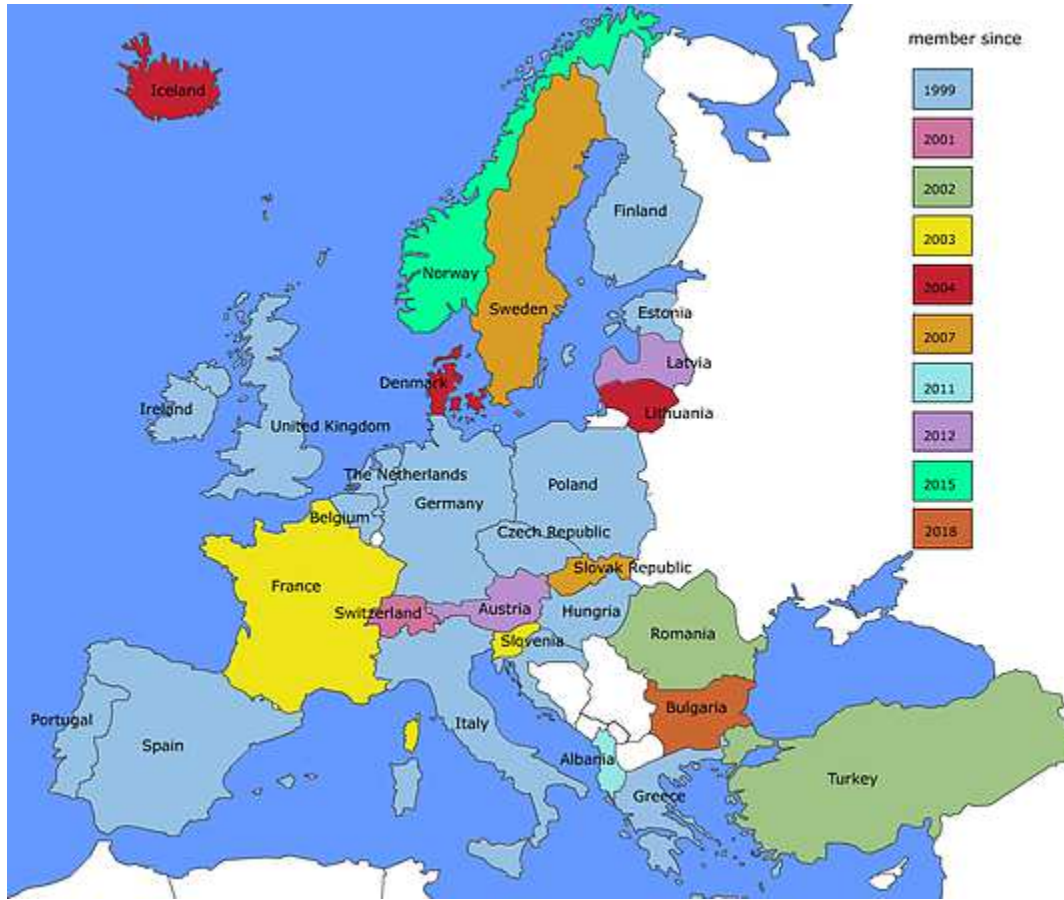 member since
1999
2001
2002
2003
2004
2007
2011
2012
2015
2018
Iceland
Finland
Norway
Sweden
Estonia
Latvia
Denmark
Lithuania
Ireland
United Kingdom
The Netherlands
Germany
Poland
Belgium
Czech Republic
Slovak Republic
France
Switzerland
Austria
Hungria
Slovenia
Romania
Bulgaria
Portugal
Spain
Italy
Albania
Greece
Turkey